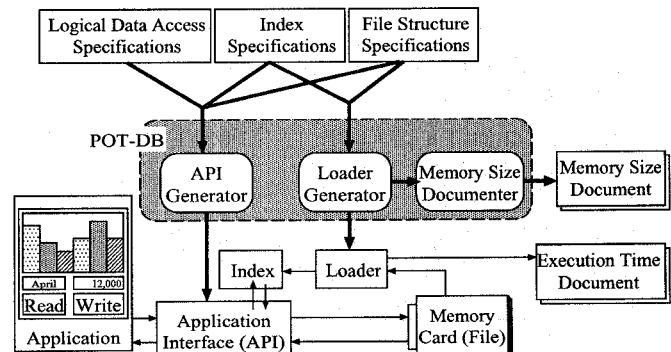 Logical Data Access
Specifications
Index
Specifications
File Structure
Specifications
POT-DB
API
Generator
Loader
Generator
Memory Size
Documenter
Memory Size
Document
April
12,000
Read
Write
Application
Index
Loader
Execution Time
Document
Application
Interface (API)
Memory
Card (File)